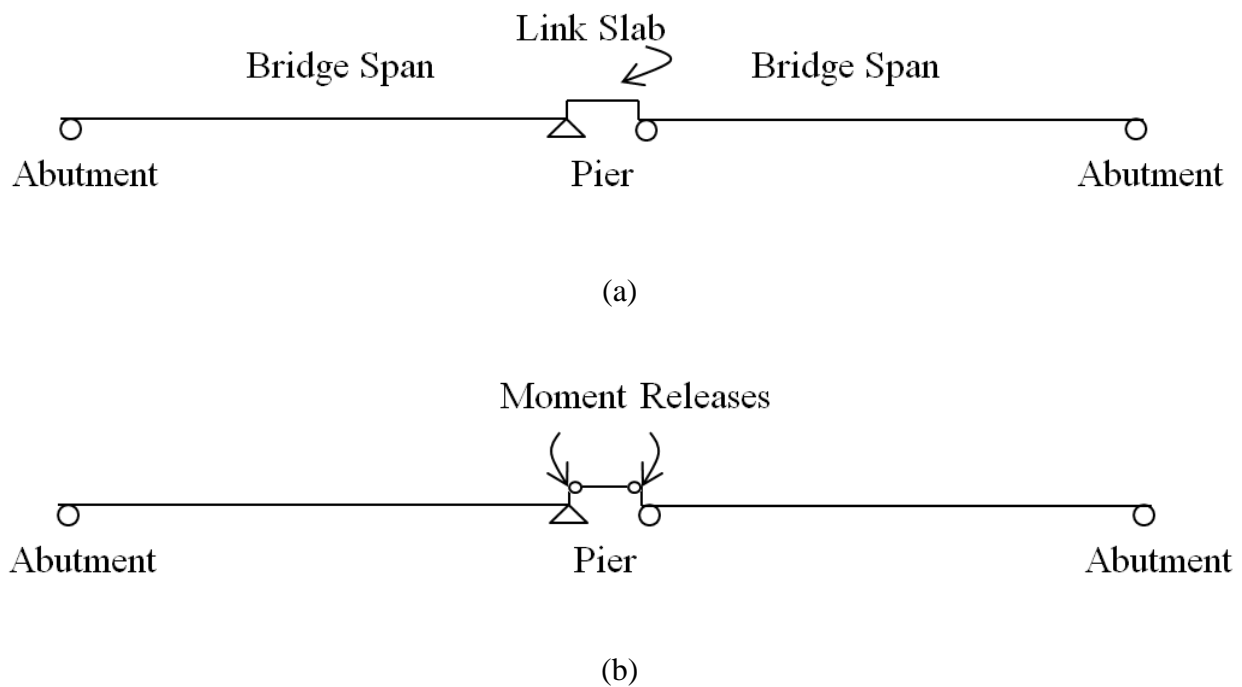 Link Slab
Bridge Span
Bridge Span
Abutment
Pier
Abutment
(a)
Moment Releases
Abutment
Pier
Abutment
(b)